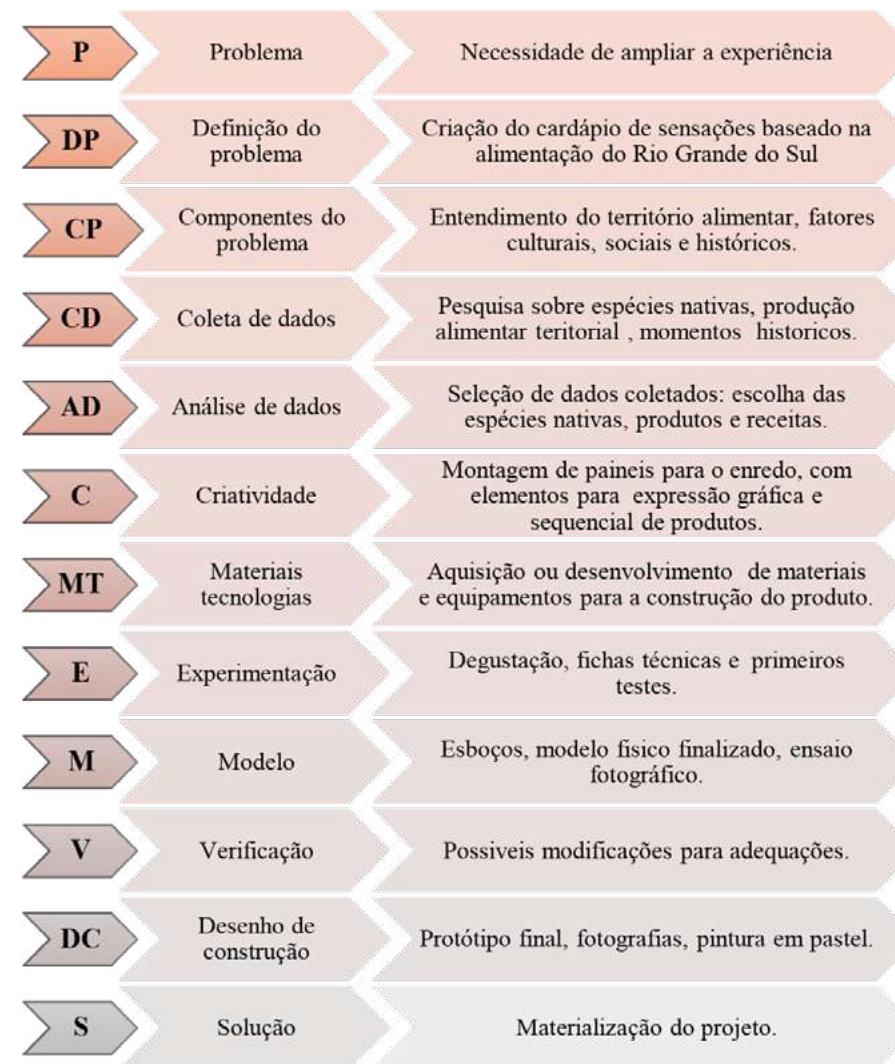 P
Problema
Necessidade de ampliar a experiência
DP
Definição do
problema
Criação do cardápio de sensações baseado na
alimentação do Rio Grande do Sul
CP
Componentes do
problema
Entendimento do território alimentar, fatores
culturais, sociais e históricos.
CD
Coleta de dados
Pesquisa sobre espécies nativas, produção
alimentar teritorial , momentos historicos.
AD
Análise de dados
Seleção de dados coletados: escolha das
espécies nativas, produtos e receitas.
C
Criatividade
Montagem de paineis para o enredo, com
elementos para expressão gráfica e
sequencial de produtos.
MT
Materiais
tecnologias
Aquisição ou desenvolvimento de materiais
e equipamentos para a construção do produto.
E
Experimentação
Degustação, fichas técnicas e primeiros
testes.
M
Modelo
Esboços, modelo fisico finalizado, ensaio
fotográfico.
V
Verificação
Possiveis modificações para adequações.
DC
Desenho de
construção
Protótipo final, fotografias, pintura em pastel.
S
Solução
Materialização do projeto.